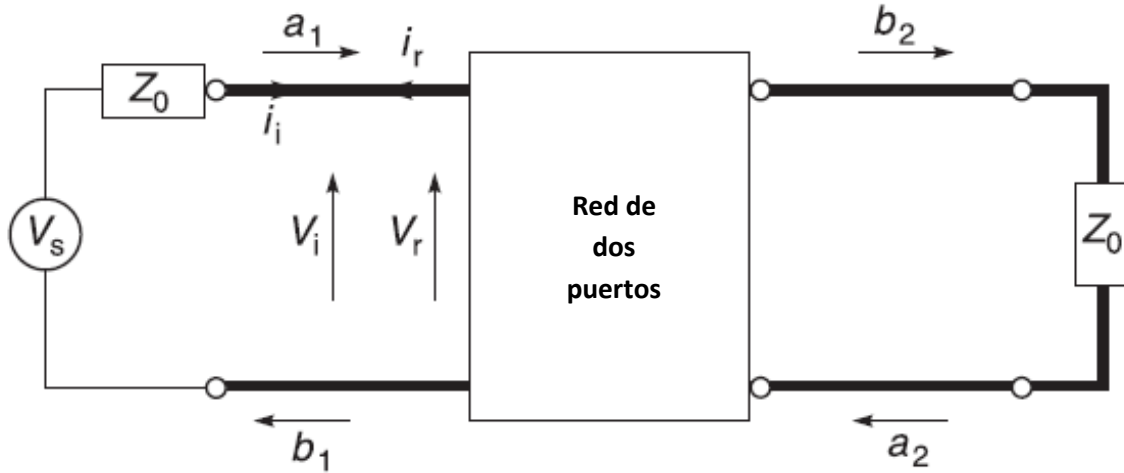 a₁
b₂
Z₀
iᵣ
iᵢ
Vₛ
Vᵢ
Vᵣ
Red de
dos
puertos
Z₀
b₁
a₂